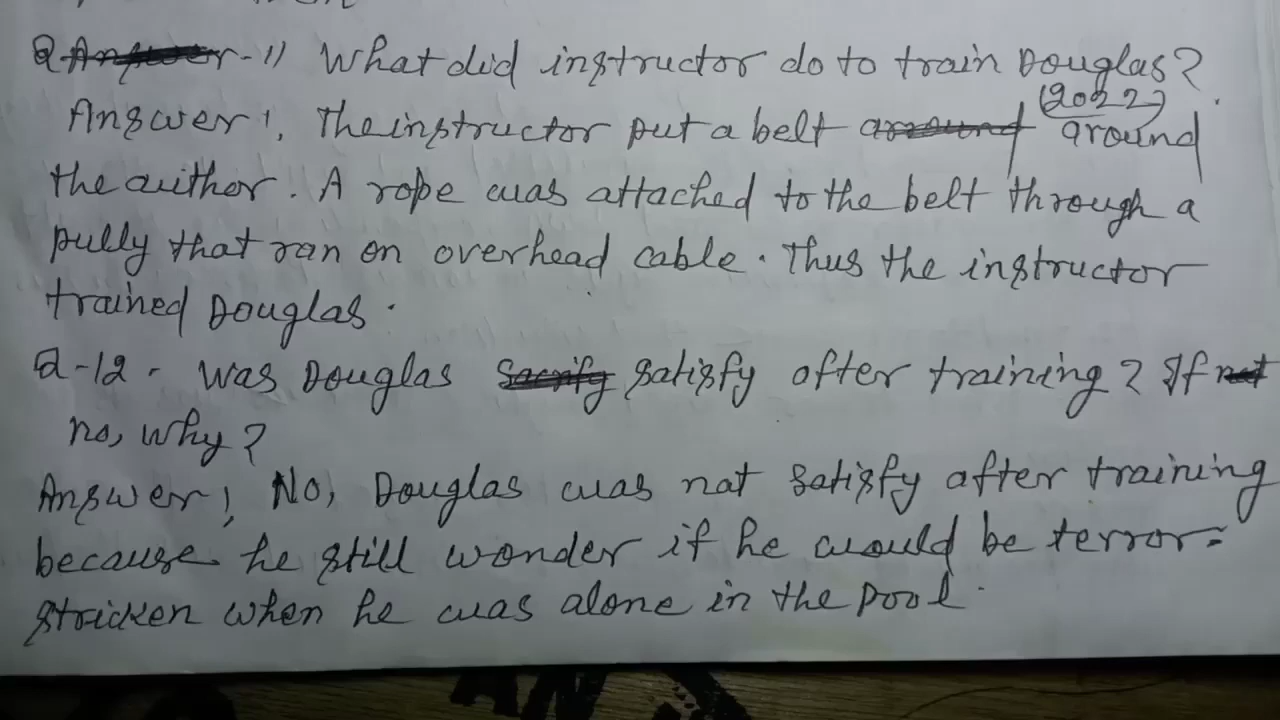 Q-11 What did instructor do to train Douglas?
(2022)
Answer!, The instructor put a belt around
the author. A rope was attached to the belt through a
pully that ran on overhead cable. Thus the instructor
trained Douglas.
Q-12. Was Douglas satisfy after training? If
no, why?
Answer, No, Douglas was not satisfy after training
because he still wonder if he would be terror-
stricken when he was alone in the pool.